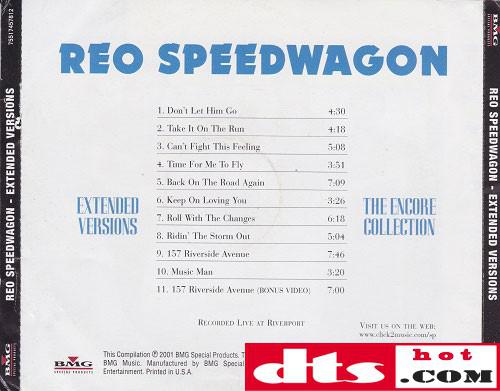 75517457812
REO SPEEDWAGON - EXTENDED VERSIONS
BMG
SPECIAL PRODUCTS
REO SPEEDWAGON
1. Don't Let Him Go 4:30
2. Take It On The Run 4:18
3. Can't Fight This Feeling 5:08
4. Time For Me To Fly 3:51
5. Back On The Road Again 7:09
6. Keep On Loving You 3:26
7. Roll With The Changes 6:18
8. Ridin' The Storm Out 5:04
9. 157 Riverside Avenue 7:46
10. Music Man 3:20
11. 157 Riverside Avenue (BONUS VIDEO) 7:00
EXTENDED
VERSIONS
THE ENCORE
COLLECTION
RECORDED LIVE AT RIVERPORT
VISIT US ON THE WEB:
www.click2music.com/sp
This Compilation ℗ 2001 BMG Special Products. T
BMG Music. Manufactured by BMG Special
Entertainment. Printed in U.S.A.
BMG
REO SPEEDWAGON - EXTENDED VERSIONS
dts
hot
.COM